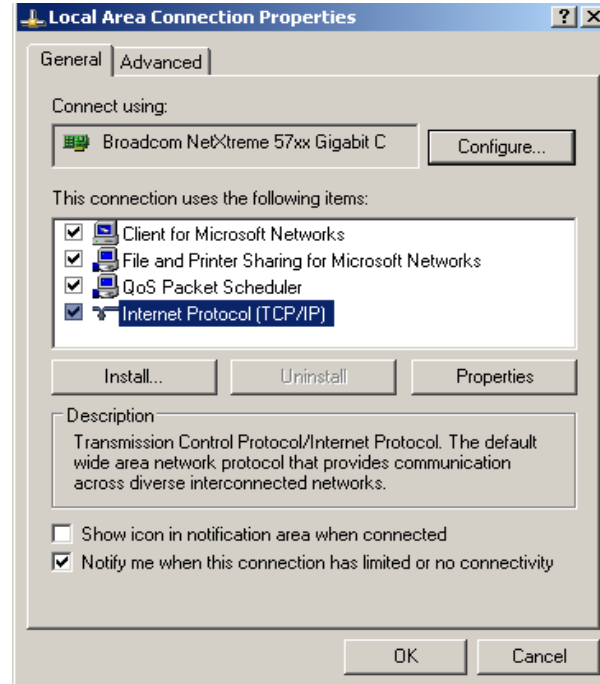 Local Area Connection Properties
General Advanced
Connect using:
Broadcom NetXtreme 57xx Gigabit C Configure...
This connection uses the following items:
Client for Microsoft Networks
File and Printer Sharing for Microsoft Networks
QoS Packet Scheduler
Internet Protocol (TCP/IP)
Install... Uninstall Properties
Description
Transmission Control Protocol/Internet Protocol. The default
wide area network protocol that provides communication
across diverse interconnected networks.
Show icon in notification area when connected
Notify me when this connection has limited or no connectivity
OK Cancel